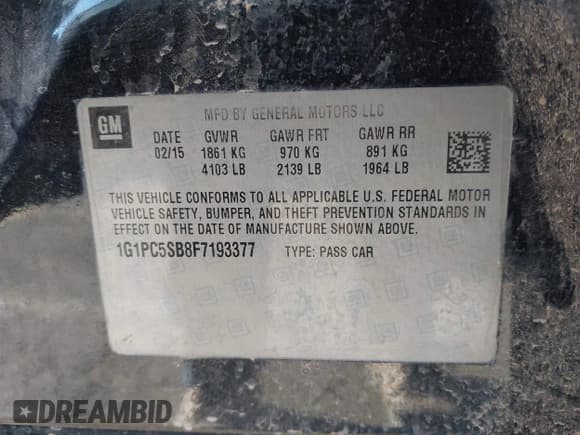 GM
MFD BY GENERAL MOTORS LLC
DATE GVWR GAWR FRT GAWR RR
02/15 1861 KG 970 KG 891 KG
4103 LB 2139 LB 1964 LB
THIS VEHICLE CONFORMS TO ALL APPLICABLE U.S. FEDERAL MOTOR
VEHICLE SAFETY, BUMPER, AND THEFT PREVENTION STANDARDS IN
EFFECT ON THE DATE OF MANUFACTURE SHOWN ABOVE.
1G1PC5SB8F7193377 TYPE: PASS CAR
DREAMBID